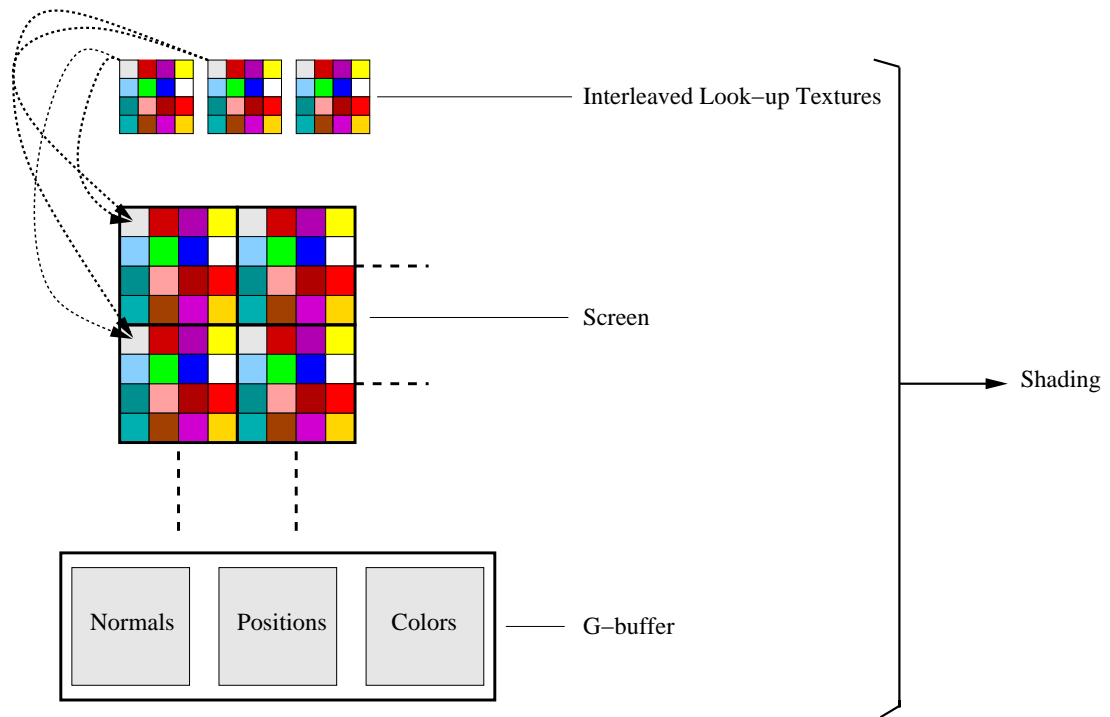 Interleaved Look−up Textures
Screen
Shading
Normals
Positions
Colors
G−buffer